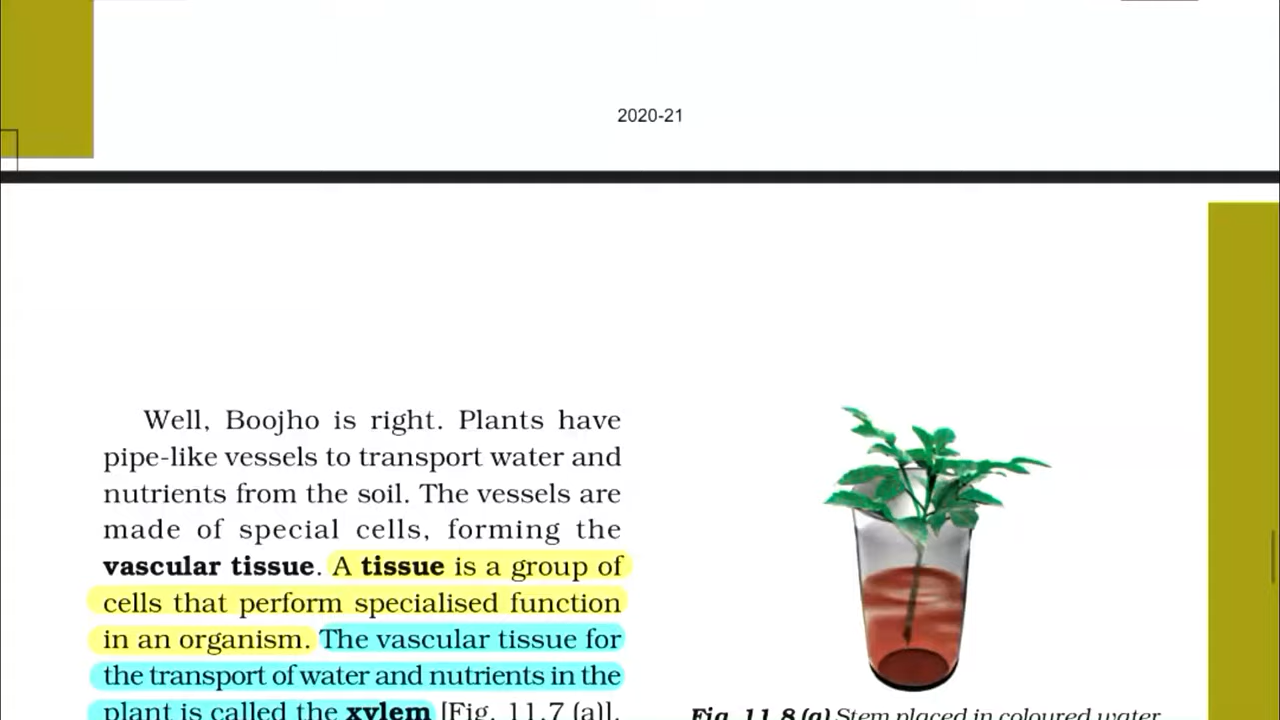 2020-21
Well, Boojho is right. Plants have
pipe-like vessels to transport water and
nutrients from the soil. The vessels are
made of special cells, forming the
vascular tissue. A tissue is a group of
cells that perform specialised function
in an organism. The vascular tissue for
the transport of water and nutrients in the
plant is called the xylem [Fig. 11.7 (a)].
Fig. 11.8 (a) Stem placed in coloured water